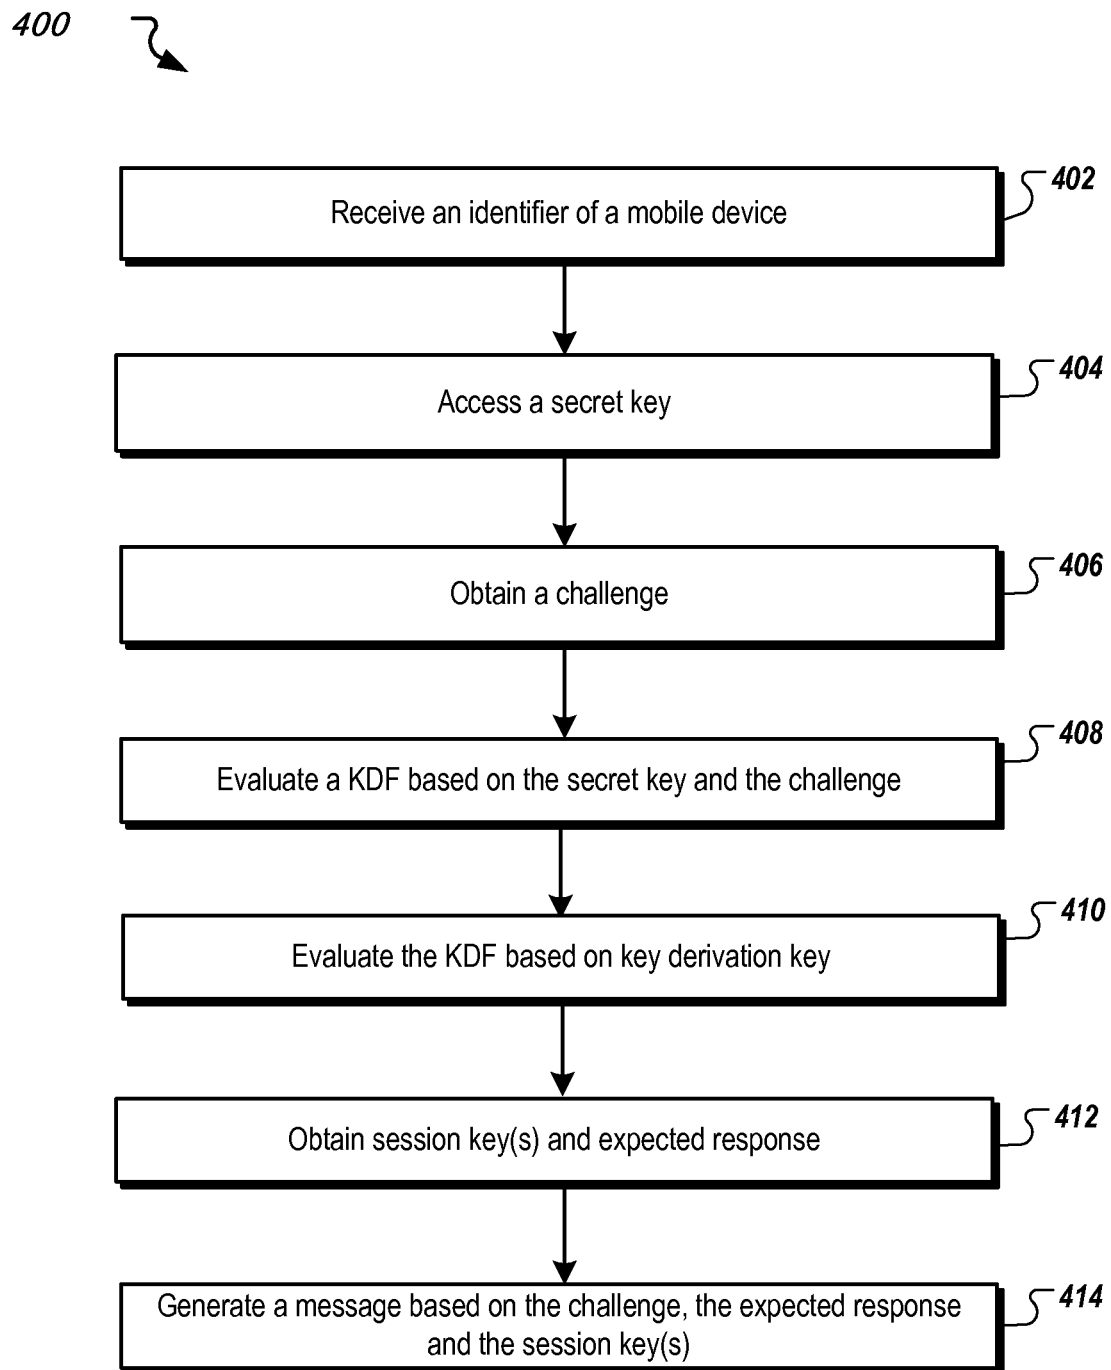 400
Receive an identifier of a mobile device
402
Access a secret key
404
Obtain a challenge
406
Evaluate a KDF based on the secret key and the challenge
408
Evaluate the KDF based on key derivation key
410
Obtain session key(s) and expected response
412
Generate a message based on the challenge, the expected response
and the session key(s)
414